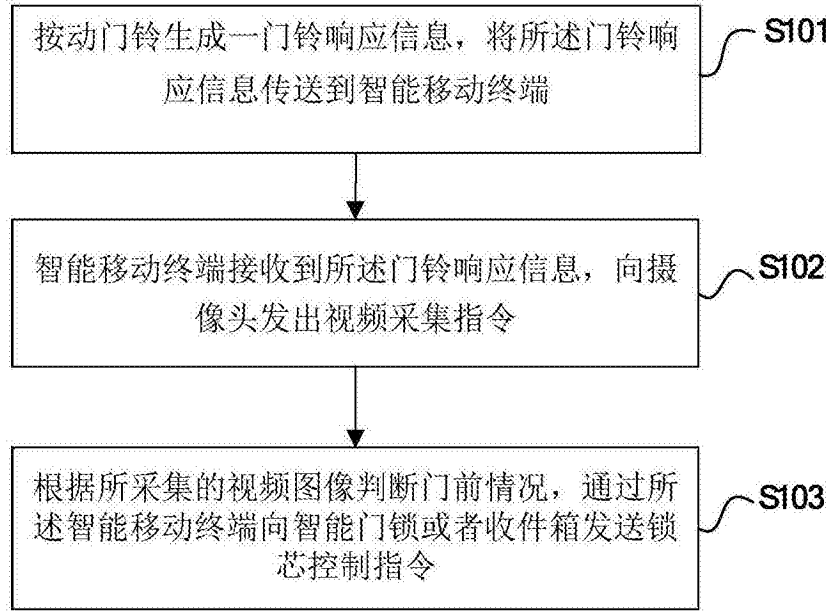 按动门铃生成一门铃响应信息，将所述门铃响
应信息传送到智能移动终端
S101
智能移动终端接收到所述门铃响应信息，向摄
像头发出视频采集指令
S102
根据所采集的视频图像判断门前情况，通过所
述智能移动终端向智能门锁或者收件箱发送锁
芯控制指令
S103